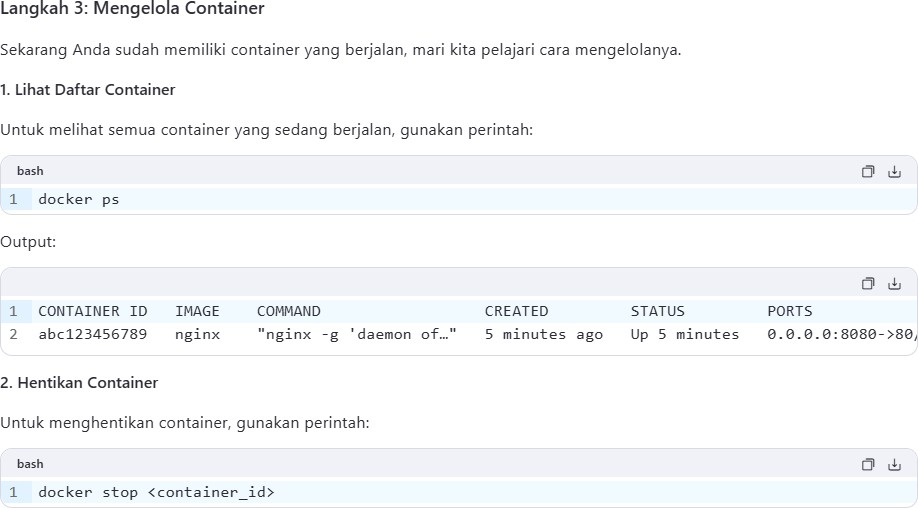 Langkah 3: Mengelola Container
Sekarang Anda sudah memiliki container yang berjalan, mari kita pelajari cara mengelolanya.
1. Lihat Daftar Container
Untuk melihat semua container yang sedang berjalan, gunakan perintah:
bash
1 docker ps
Output:
1 CONTAINER ID   IMAGE    COMMAND                  CREATED         STATUS         PORTS
2 abc123456789   nginx    "nginx -g 'daemon of…"   5 minutes ago   Up 5 minutes   0.0.0.0:8080->80/
2. Hentikan Container
Untuk menghentikan container, gunakan perintah:
bash
1 docker stop <container_id>